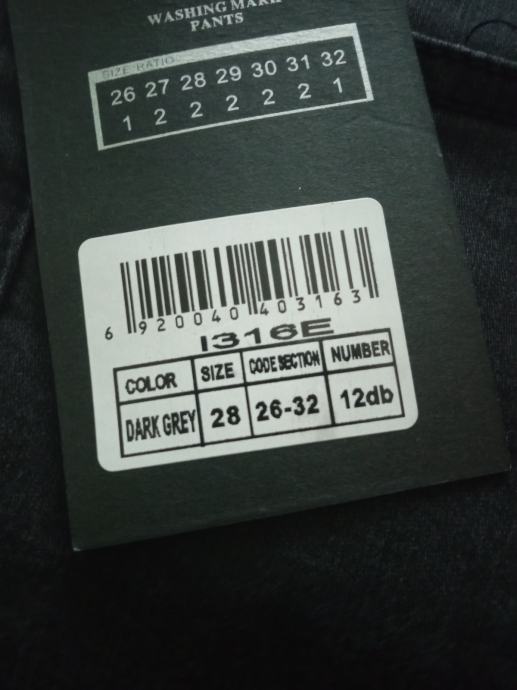 WASHING MARK
PANTS
SIZE RATIO
26 27 28 29 30 31 32
1 2 2 2 2 2 1
6 920040 403163
I316E
COLOR SIZE CODE SECTION NUMBER
DARK GREY 28 26-32 12db